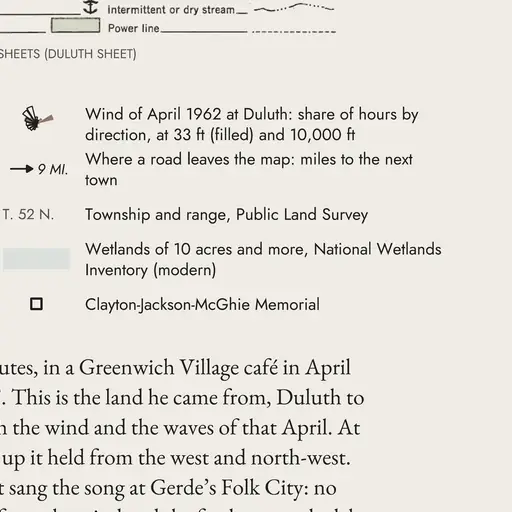 Intermittent or dry stream
Power line
SHEETS (DULUTH SHEET)
Wind of April 1962 at Duluth: share of hours by
direction, at 33 ft (filled) and 10,000 ft
9 MI.
Where a road leaves the map: miles to the next
town
T. 52 N.
Township and range, Public Land Survey
Wetlands of 10 acres and more, National Wetlands
Inventory (modern)
Clayton-Jackson-McGhie Memorial
utes, in a Greenwich Village café in April
. This is the land he came from, Duluth to
n the wind and the waves of that April. At
up it held from the west and north-west.
t sang the song at Gerde’s Folk City: no